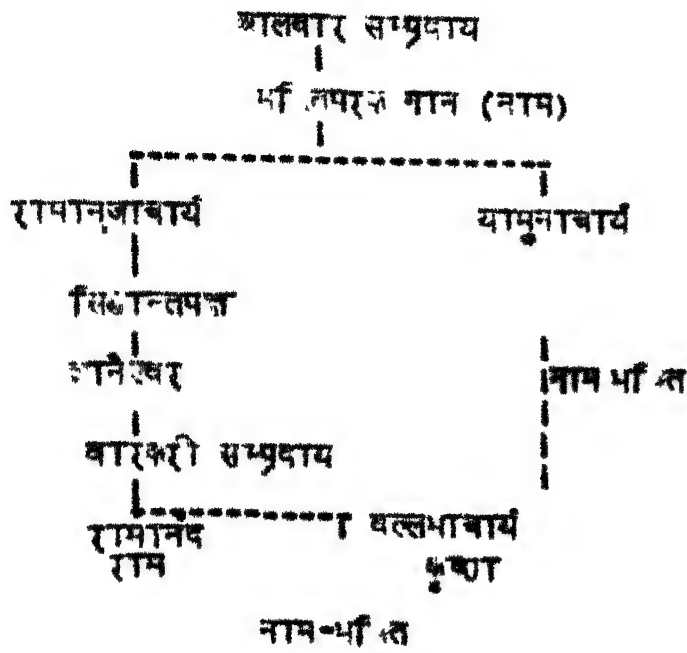 आलवार सम्प्रदाय
भक्तिपरक गान (नाम)
रामानुजाचार्य
यामुनाचार्य
सिद्धान्तपक्ष
ज्ञानेश्वर
नाम भक्ति
वारकरी सम्प्रदाय
रामानंद
राम
वल्लभाचार्य
कृष्ण
नाम-भक्ति